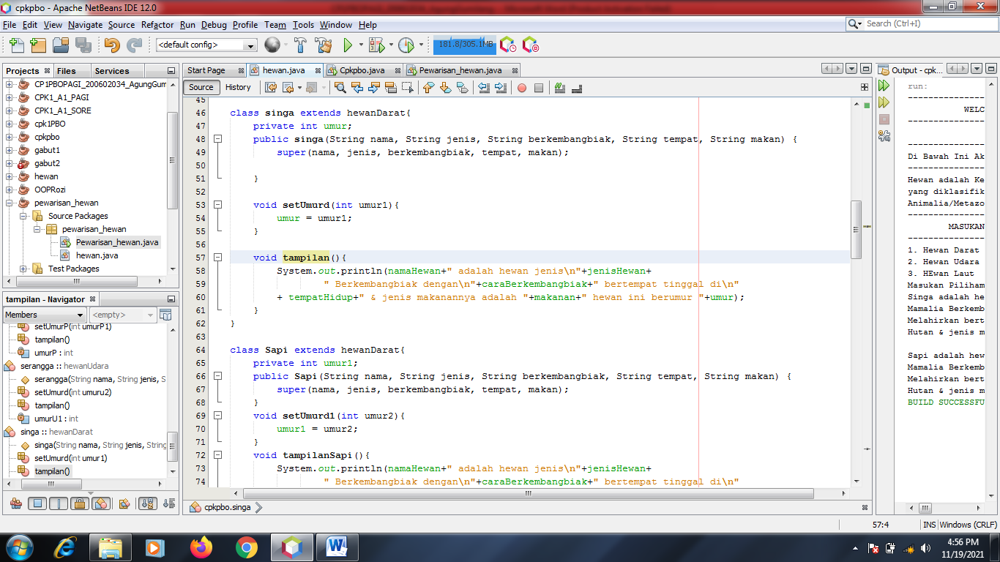 cpkpbo - Apache NetBeans IDE 12.0
File Edit View Navigate Source Refactor Run Debug Profile Team Tools Window Help
Search (Ctrl+I)
<default config>
181.8/305.1MB
Projects Files Services
CP1PBOPAGI_200602034_AgungGum
CPK1_A1_PAGI
CPK1_A1_SORE
cpk1PBO
cpkpbo
gabut1
gabut2
hewan
OOPRozi
pewarisan_hewan
Source Packages
pewarisan_hewan
Pewarisan_hewan.java
hewan.java
Test Packages
tampilan - Navigator
Members <empty>
setUmurP(int umurP1)
tampilan()
umurP : int
serangga :: hewanUdara
serangga(String nama, String jenis, S
setUmurd(int umuru2)
tampilan()
umurU1 : int
singa :: hewanDarat
singa(String nama, String jenis, String
setUmurd(int umur1)
tampilan()
Start Page hewan.java Cpkpbo.java Pewarisan_hewan.java
Source History
45
46 class singa extends hewanDarat{
47 private int umur;
48 public singa(String nama, String jenis, String berkembangbiak, String tempat, String makan) {
49 super(nama, jenis, berkembangbiak, tempat, makan);
50
51 }
52
53 void setUmurd(int umur1){
54 umur = umur1;
55 }
56
57 void tampilan(){
58 System.out.println(namaHewan+" adalah hewan jenis\n"+jenisHewan+
59 " Berkembangbiak dengan\n"+caraBerkembangbiak+" bertempat tinggal di\n"
60 + tempatHidup+" & jenis makanannya adalah "+makanan+" hewan ini berumur "+umur);
61 }
62 }
63
64 class Sapi extends hewanDarat{
65 private int umur1;
66 public Sapi(String nama, String jenis, String berkembangbiak, String tempat, String makan) {
67 super(nama, jenis, berkembangbiak, tempat, makan);
68 }
69 void setUmurd1(int umur2){
70 umur1 = umur2;
71 }
72 void tampilanSapi(){
73 System.out.println(namaHewan+" adalah hewan jenis\n"+jenisHewan+
74 " Berkembangbiak dengan\n"+caraBerkembangbiak+" bertempat tinggal di\n"
cpkpbo.singa
Output - cpk...
run:
----------------
WELC
----------------
----------------
Di Bawah Ini Ak
----------------
Hewan adalah Ke
yang diklasifik
Animalia/Metazo
----------------
MASUKAN
----------------
1. Hewan Darat
2. Hewan Udara
3. HEwan Laut
Masukan Piliham
Singa adalah he
Mamalia Berkemb
Melahirkan bert
Hutan & jenis m
Sapi adalah hew
Mamalia Berkemb
Melahirkan bert
Hutan & jenis m
BUILD SUCCESSFU
57:4 INS Windows (CRLF)
4:56 PM
11/19/2021